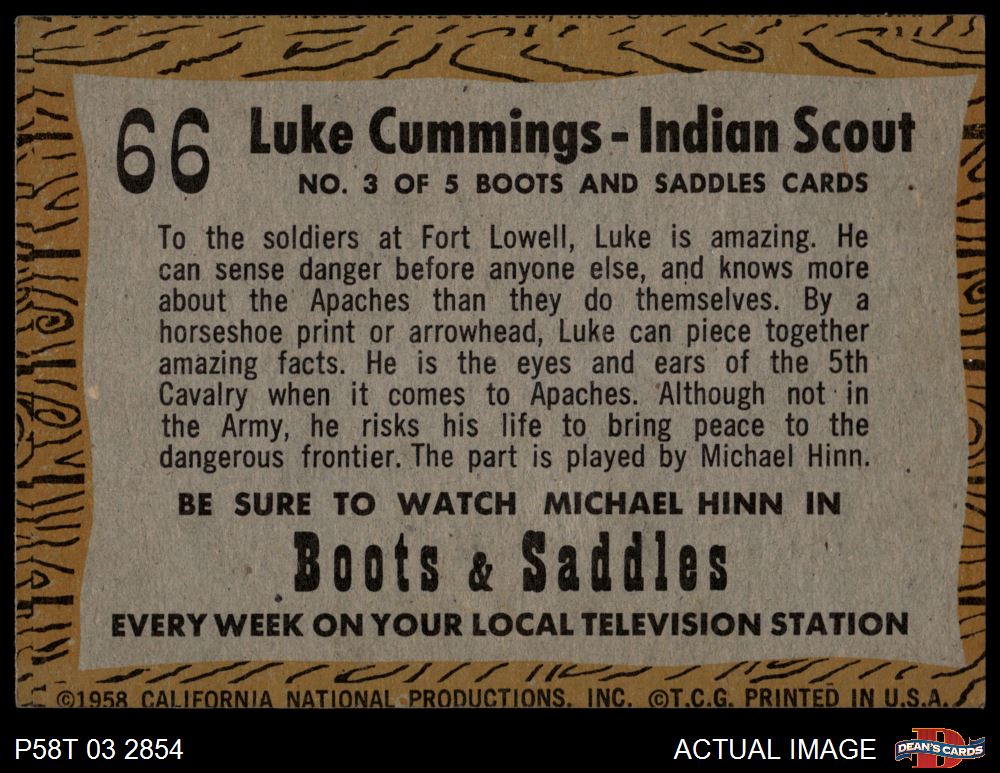 66 Luke Cummings - Indian Scout
NO. 3 OF 5 BOOTS AND SADDLES CARDS
To the soldiers at Fort Lowell, Luke is amazing. He
can sense danger before anyone else, and knows more
about the Apaches than they do themselves. By a
horseshoe print or arrowhead, Luke can piece together
amazing facts. He is the eyes and ears of the 5th
Cavalry when it comes to Apaches. Although not in
the Army, he risks his life to bring peace to the
dangerous frontier. The part is played by Michael Hinn.
BE SURE TO WATCH MICHAEL HINN IN
Boots & Saddles
EVERY WEEK ON YOUR LOCAL TELEVISION STATION
©1958 CALIFORNIA NATIONAL PRODUCTIONS, INC. ©T.C.G. PRINTED IN U.S.A.
P58T 03 2854 ACTUAL IMAGE DEAN'S CARDS